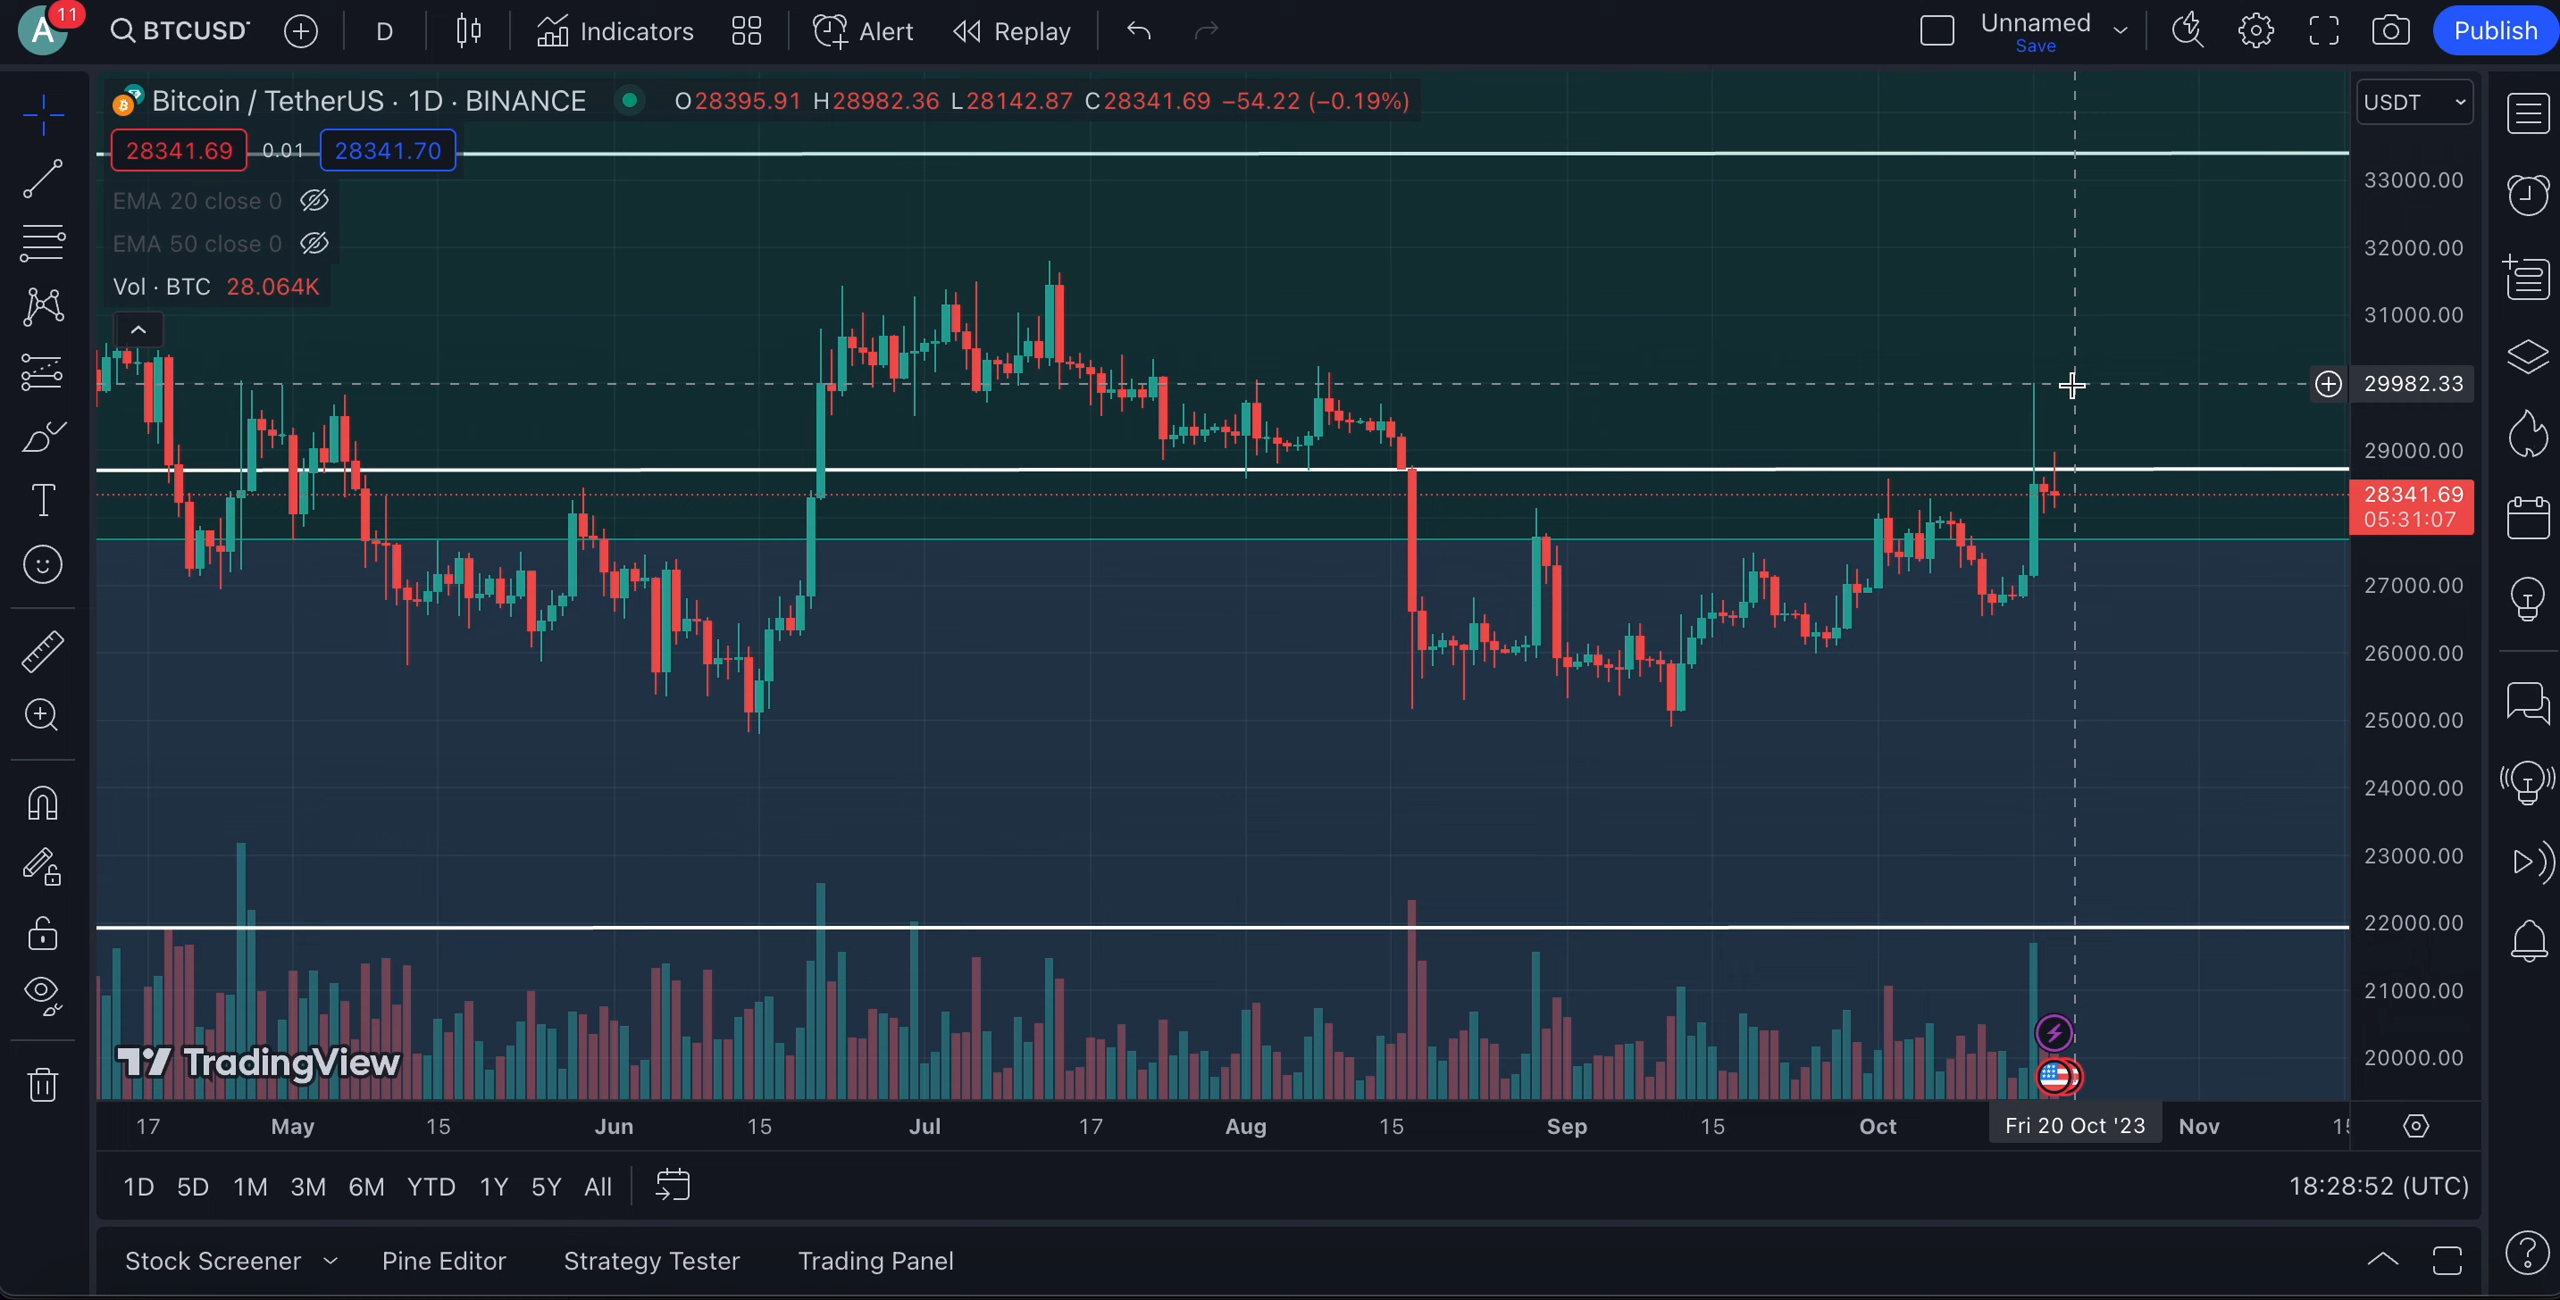 A 11 BTCUSD D Indicators Alert Replay Unnamed Save Publish
Bitcoin / TetherUS · 1D · BINANCE O28395.91 H28982.36 L28142.87 C28341.69 −54.22 (−0.19%) USDT
28341.69 0.01 28341.70
EMA 20 close 0
EMA 50 close 0
Vol · BTC 28.064K
33000.00
32000.00
31000.00
29982.33
29000.00
28341.69
05:31:07
27000.00
26000.00
25000.00
24000.00
23000.00
22000.00
21000.00
20000.00
TradingView
17 May 15 Jun 15 Jul 17 Aug 15 Sep 15 Oct Fri 20 Oct '23 Nov
1D 5D 1M 3M 6M YTD 1Y 5Y All 18:28:52 (UTC)
Stock Screener Pine Editor Strategy Tester Trading Panel